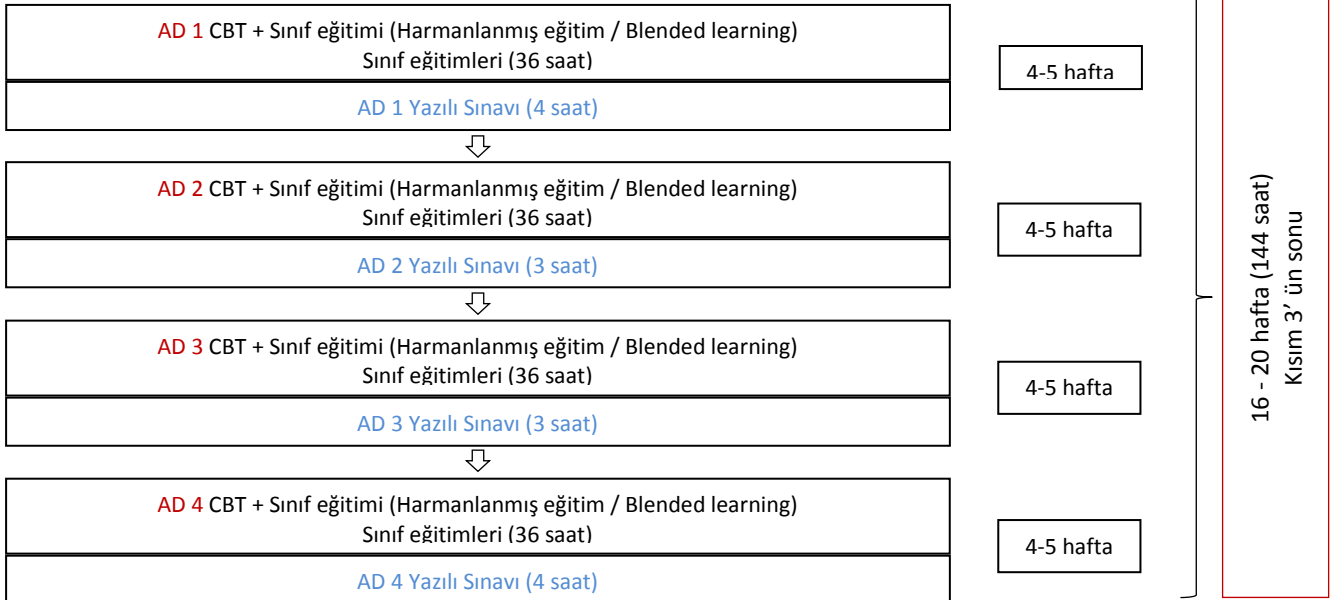 AD 1 CBT + Sınıf eğitimi (Harmanlanmış eğitim / Blended learning)
Sınıf eğitimleri (36 saat)
4-5 hafta
AD 1 Yazılı Sınavı (4 saat)
AD 2 CBT + Sınıf eğitimi (Harmanlanmış eğitim / Blended learning)
Sınıf eğitimleri (36 saat)
4-5 hafta
AD 2 Yazılı Sınavı (3 saat)
AD 3 CBT + Sınıf eğitimi (Harmanlanmış eğitim / Blended learning)
Sınıf eğitimleri (36 saat)
4-5 hafta
AD 3 Yazılı Sınavı (3 saat)
AD 4 CBT + Sınıf eğitimi (Harmanlanmış eğitim / Blended learning)
Sınıf eğitimleri (36 saat)
4-5 hafta
AD 4 Yazılı Sınavı (4 saat)
16 - 20 hafta (144 saat)
Kısım 3’ ün sonu